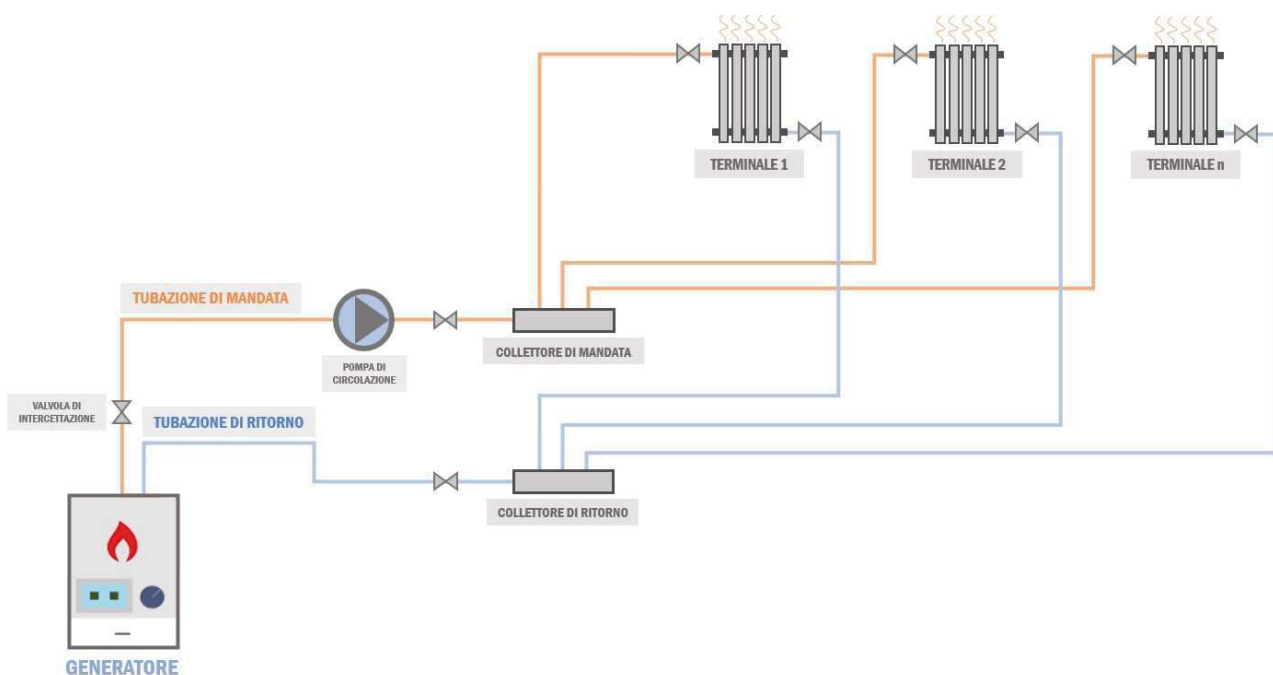 TERMINALE 1
TERMINALE 2
TERMINALE n
TUBAZIONE DI MANDATA
POMPA DI
CIRCOLAZIONE
COLLETTORE DI MANDATA
VALVOLA DI
INTERCETTAZIONE
TUBAZIONE DI RITORNO
COLLETTORE DI RITORNO
GENERATORE